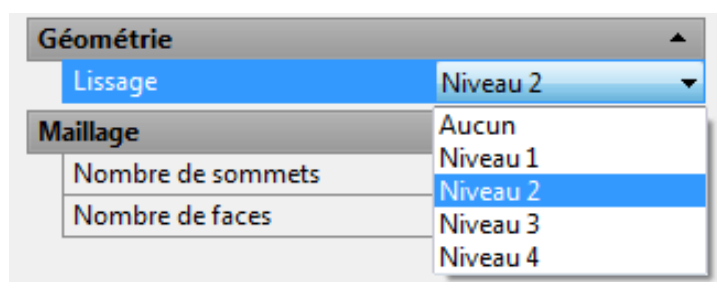 Géométrie
Lissage Niveau 2
Maillage
Nombre de sommets
Nombre de faces
Aucun
Niveau 1
Niveau 2
Niveau 3
Niveau 4